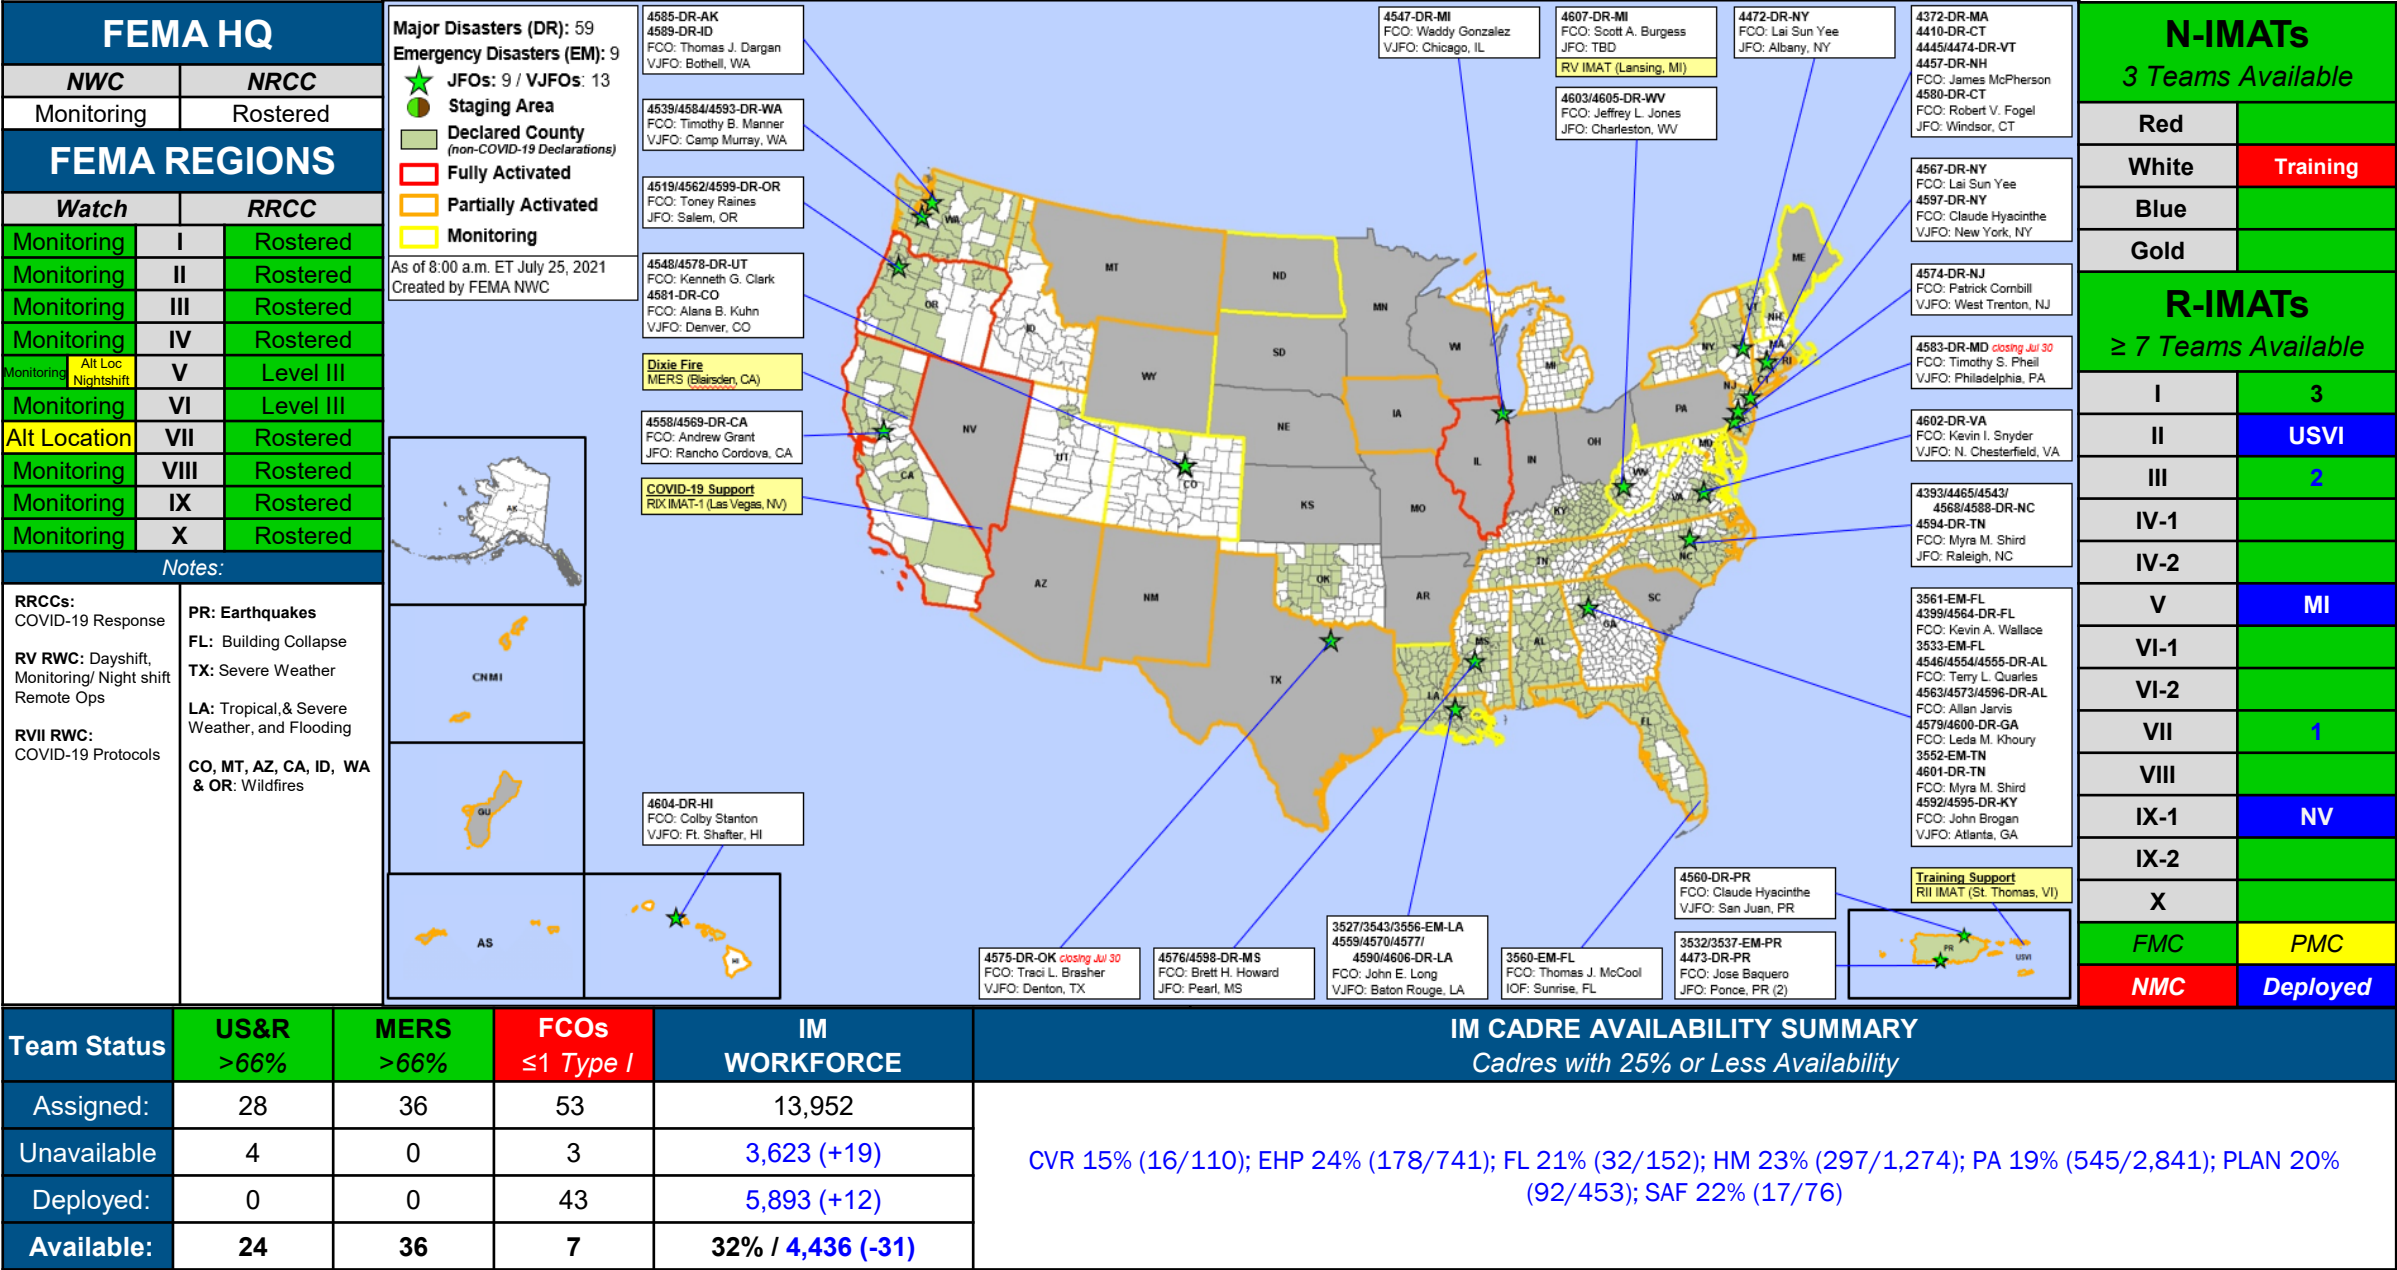 FEMA HQ
NWC NRCC
Monitoring Rostered
FEMA REGIONS
Watch RRCC
Monitoring I Rostered
Monitoring II Rostered
Monitoring III Rostered
Monitoring IV Rostered
Monitoring Alt Loc Nightshift V Level III
Monitoring VI Level III
Alt Location VII Rostered
Monitoring VIII Rostered
Monitoring IX Rostered
Monitoring X Rostered
Notes:
RRCCs:
COVID-19 Response
RV RWC: Dayshift,
Monitoring/ Night shift
Remote Ops
RVII RWC:
COVID-19 Protocols
PR: Earthquakes
FL: Building Collapse
TX: Severe Weather
LA: Tropical,& Severe
Weather, and Flooding
CO, MT, AZ, CA, ID, WA
& OR: Wildfires
Major Disasters (DR): 59
Emergency Disasters (EM): 9
JFOs: 9 / VJFOs: 13
Staging Area
Declared County
(non-COVID-19 Declarations)
Fully Activated
Partially Activated
Monitoring
As of 8:00 a.m. ET July 25, 2021
Created by FEMA NWC
4585-DR-AK
4589-DR-ID
FCO: Thomas J. Dargan
VJFO: Bothell, WA
4539/4584/4593-DR-WA
FCO: Timothy B. Manner
VJFO: Camp Murray, WA
4519/4562/4599-DR-OR
FCO: Toney Raines
JFO: Salem, OR
4548/4578-DR-UT
FCO: Kenneth G. Clark
4581-DR-CO
FCO: Alana B. Kuhn
VJFO: Denver, CO
Dixie Fire
MERS (Blairsden, CA)
4558/4569-DR-CA
FCO: Andrew Grant
JFO: Rancho Cordova, CA
COVID-19 Support
RIX IMAT-1 (Las Vegas, NV)
4604-DR-HI
FCO: Colby Stanton
VJFO: Ft. Shafter, HI
4547-DR-MI
FCO: Waddy Gonzalez
VJFO: Chicago, IL
4607-DR-MI
FCO: Scott A. Burgess
JFO: TBD
RV IMAT (Lansing, MI)
4603/4605-DR-WV
FCO: Jeffrey L. Jones
JFO: Charleston, WV
4472-DR-NY
FCO: Lai Sun Yee
JFO: Albany, NY
4372-DR-MA
4410-DR-CT
4445/4474-DR-VT
4457-DR-NH
FCO: James McPherson
4580-DR-CT
FCO: Robert V. Fogel
JFO: Windsor, CT
4567-DR-NY
FCO: Lai Sun Yee
4597-DR-NY
FCO: Claude Hyacinthe
VJFO: New York, NY
4574-DR-NJ
FCO: Patrick Cornbill
VJFO: West Trenton, NJ
4583-DR-MD closing Jul 30
FCO: Timothy S. Pheil
VJFO: Philadelphia, PA
4602-DR-VA
FCO: Kevin I. Snyder
VJFO: N. Chesterfield, VA
4393/4465/4543/
4568/4588-DR-NC
4594-DR-TN
FCO: Myra M. Shird
JFO: Raleigh, NC
3561-EM-FL
4399/4564-DR-FL
FCO: Kevin A. Wallace
3533-EM-FL
4546/4554/4555-DR-AL
FCO: Terry L. Quarles
4563/4573/4596-DR-AL
FCO: Allan Jarvis
4579/4600-DR-GA
FCO: Leda M. Khoury
3552-EM-TN
4601-DR-TN
FCO: Myra M. Shird
4592/4595-DR-KY
FCO: John Brogan
VJFO: Atlanta, GA
4575-DR-OK closing Jul 30
FCO: Traci L. Brasher
VJFO: Denton, TX
4576/4598-DR-MS
FCO: Brett H. Howard
JFO: Pearl, MS
3527/3543/3556-EM-LA
4559/4570/4577/
4590/4606-DR-LA
FCO: John E. Long
VJFO: Baton Rouge, LA
3560-EM-FL
FCO: Thomas J. McCool
IOF: Sunrise, FL
4560-DR-PR
FCO: Claude Hyacinthe
VJFO: San Juan, PR
3532/3537-EM-PR
4473-DR-PR
FCO: Jose Baquero
JFO: Ponce, PR (2)
Training Support
RII IMAT (St. Thomas, VI)
WA
MT
ND
MN
ME
VT
NH
OR
ID
SD
WI
MI
NY
MA
RI
CT
WY
IA
NJ
PA
NV
NE
IL
IN
OH
MD
UT
CO
WV
VA
CA
KS
MO
KY
NC
TN
AZ
NM
OK
AR
SC
GA
MS
AL
TX
LA
FL
AK
CNMI
GU
AS
HI
PR
USVI
N-IMATs
3 Teams Available
Red
White Training
Blue
Gold
R-IMATs
≥ 7 Teams Available
I 3
II USVI
III 2
IV-1
IV-2
V MI
VI-1
VI-2
VII 1
VIII
IX-1 NV
IX-2
X
FMC PMC
NMC Deployed
Team Status US&R >66% MERS >66% FCOs ≤1 Type I IM WORKFORCE
Assigned: 28 36 53 13,952
Unavailable 4 0 3 3,623 (+19)
Deployed: 0 0 43 5,893 (+12)
Available: 24 36 7 32% / 4,436 (-31)
IM CADRE AVAILABILITY SUMMARY
Cadres with 25% or Less Availability
CVR 15% (16/110); EHP 24% (178/741); FL 21% (32/152); HM 23% (297/1,274); PA 19% (545/2,841); PLAN 20%
(92/453); SAF 22% (17/76)